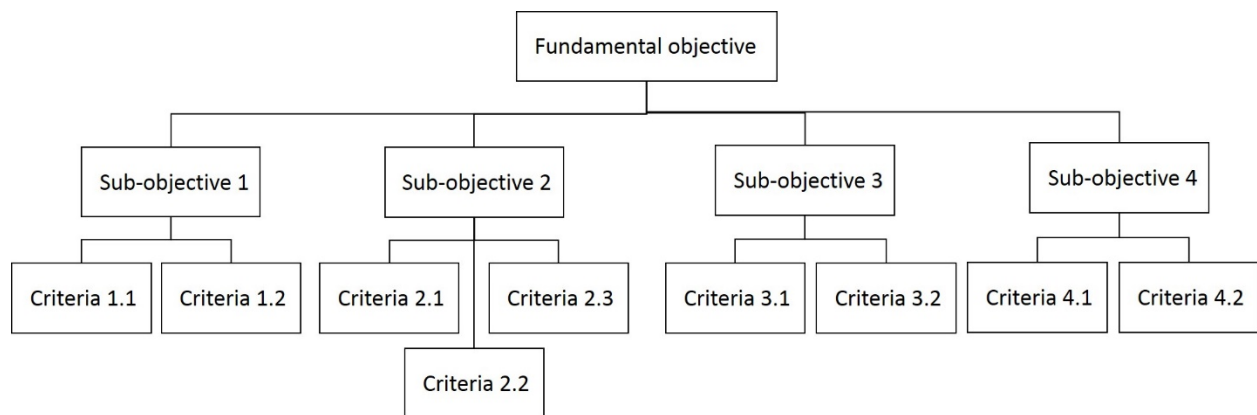 Fundamental objective
Sub-objective 1
Sub-objective 2
Sub-objective 3
Sub-objective 4
Criteria 1.1
Criteria 1.2
Criteria 2.1
Criteria 2.3
Criteria 3.1
Criteria 3.2
Criteria 4.1
Criteria 4.2
Criteria 2.2